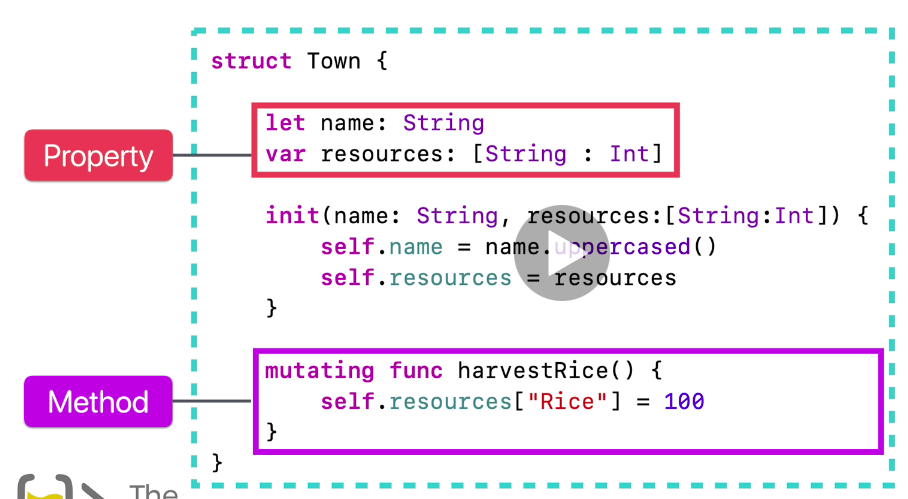 struct Town {
Property
let name: String
var resources: [String : Int]
init(name: String, resources:[String:Int]) {
self.name = name.uppercased()
self.resources = resources
}
Method
mutating func harvestRice() {
self.resources["Rice"] = 100
}
}
The